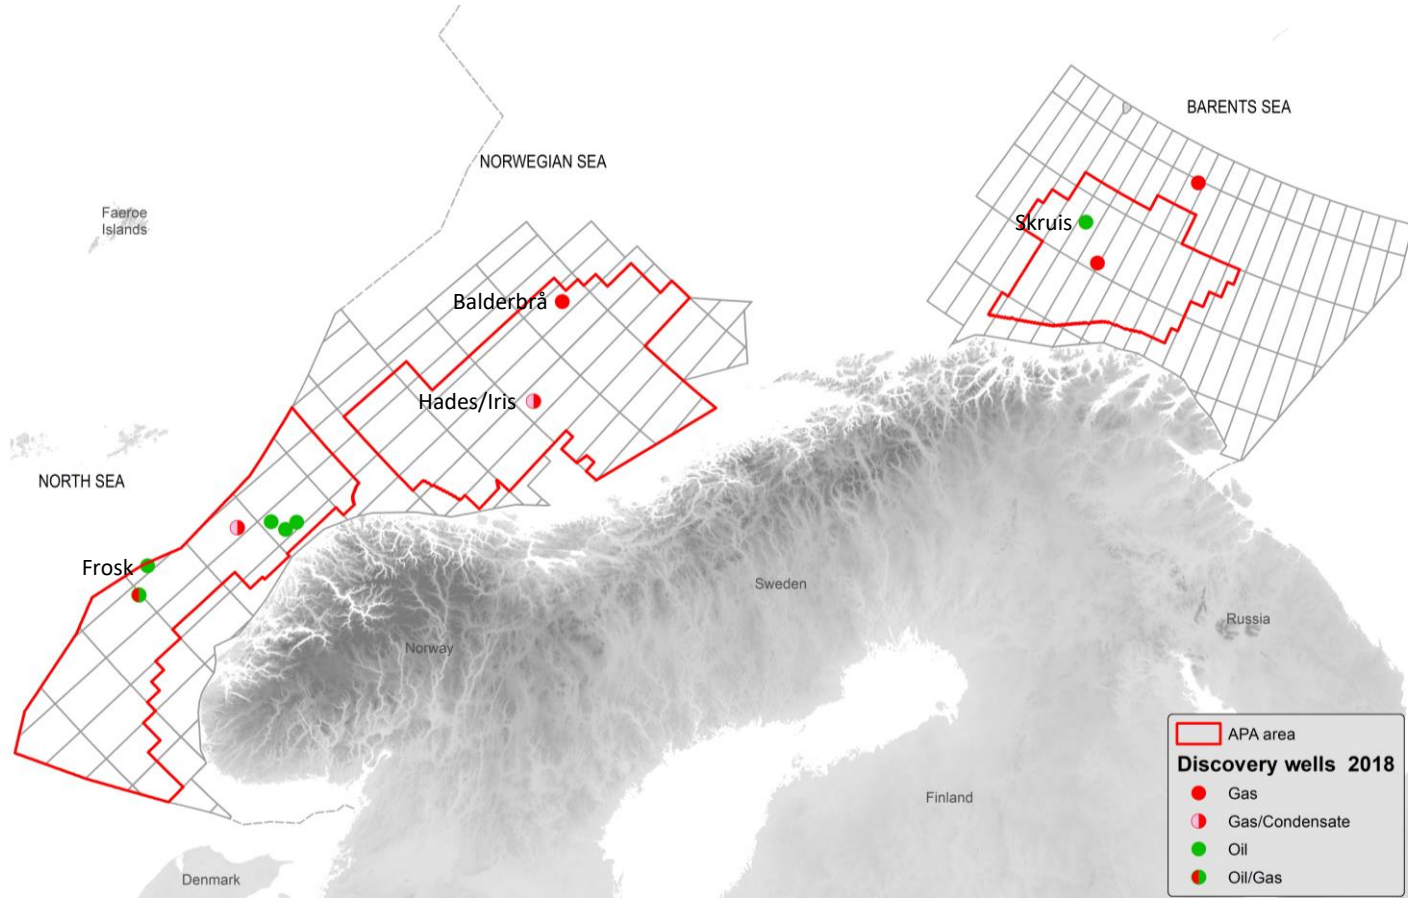 BARENTS SEA
NORWEGIAN SEA
Faeroe
Islands
Skruis
Balderbrå
Hades/Iris
NORTH SEA
Frosk
Sweden
Russia
Norway
Finland
Denmark
APA area
Discovery wells 2018
Gas
Gas/Condensate
Oil
Oil/Gas